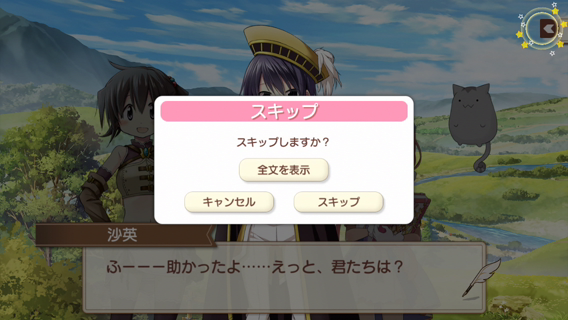 スキップ
スキップしますか？
全文を表示
キャンセル
スキップ
沙英
ふーーー助かったよ……えっと、君たちは？